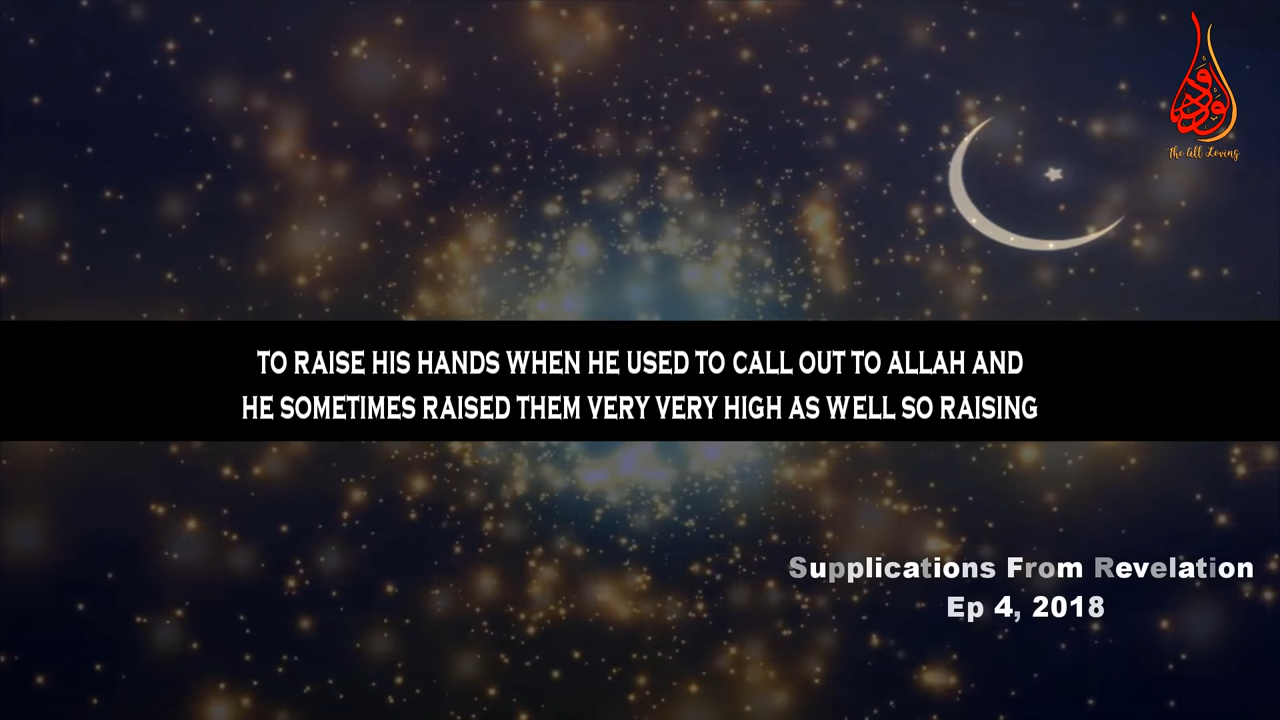 الودود
The All Loving
TO RAISE HIS HANDS WHEN HE USED TO CALL OUT TO ALLAH AND
HE SOMETIMES RAISED THEM VERY VERY HIGH AS WELL SO RAISING
Supplications From Revelation
Ep 4, 2018